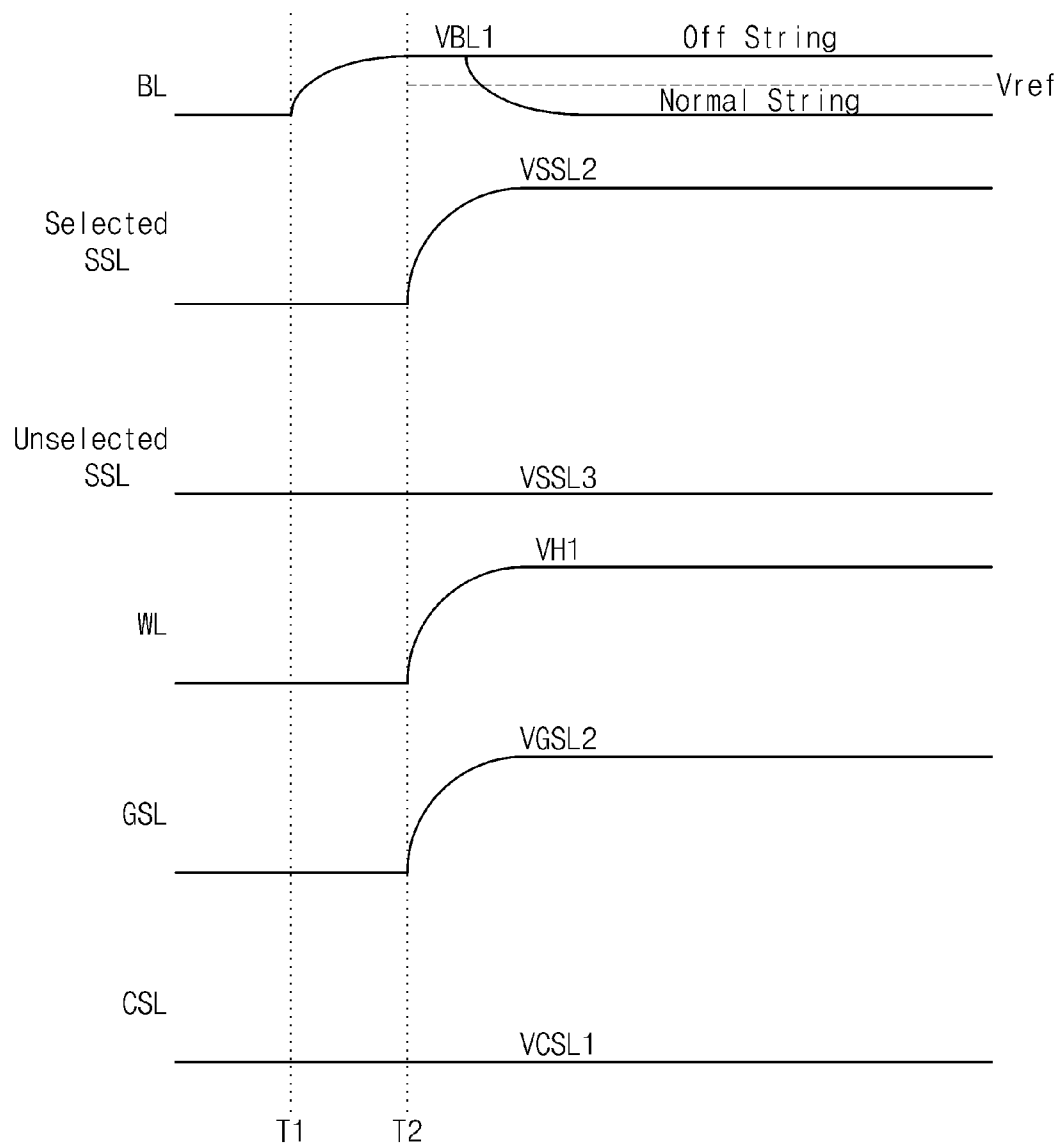 VBL1 Off String
BL
Vref
Normal String
VSSL2
Selected
SSL
Unselected
SSL
VSSL3
VH1
WL
VGSL2
GSL
CSL
VCSL1
T1 T2